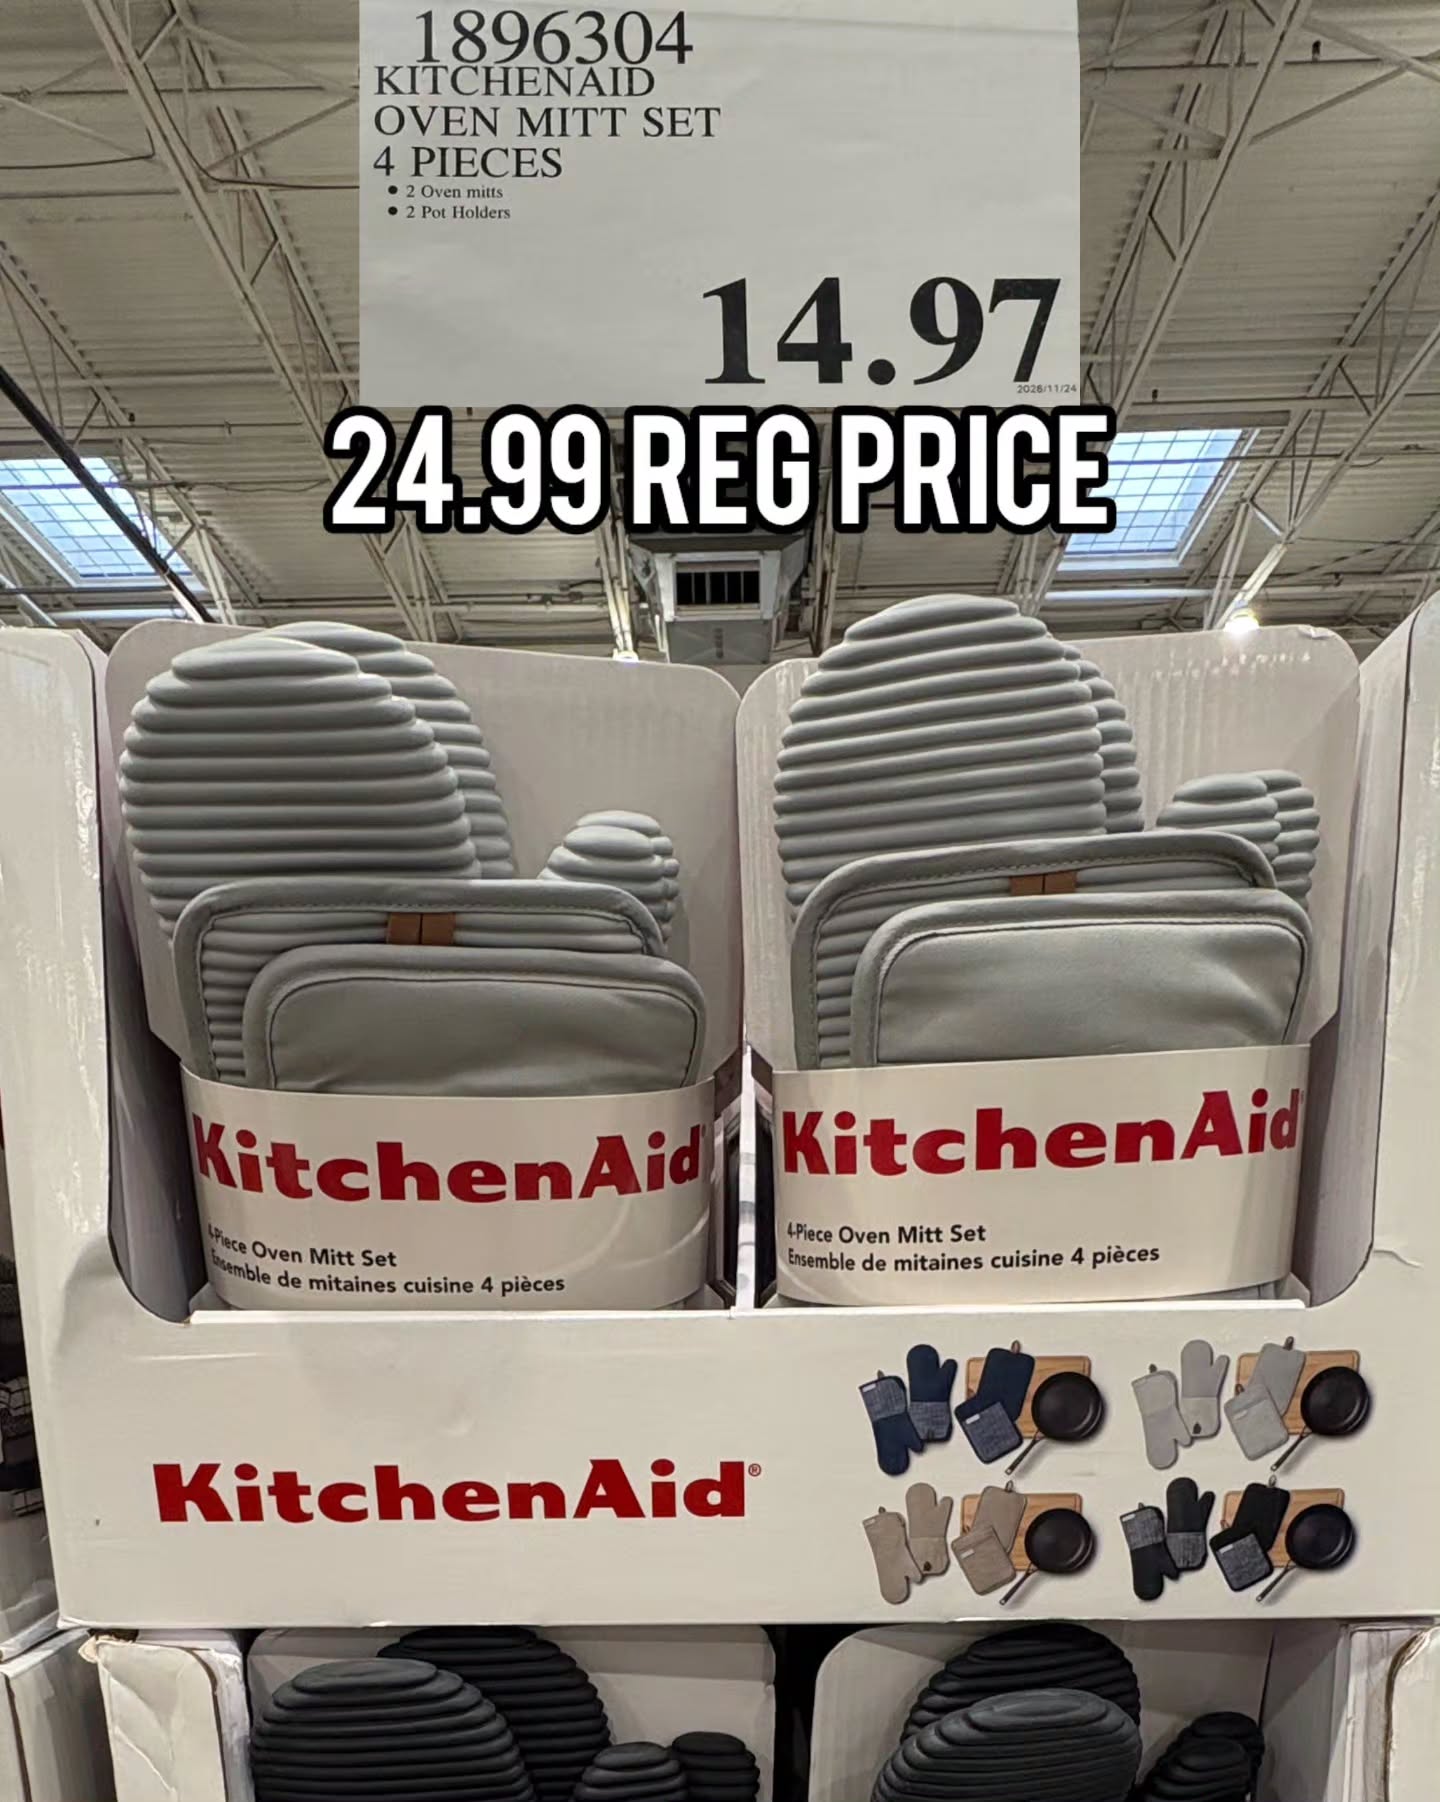 1896304
KITCHENAID
OVEN MITT SET
4 PIECES
• 2 Oven mitts
• 2 Pot Holders
14.97
2026/11/24
24.99 REG PRICE
KitchenAid
4-Piece Oven Mitt Set
Ensemble de mitaines cuisine 4 pièces
KitchenAid
4-Piece Oven Mitt Set
Ensemble de mitaines cuisine 4 pièces
KitchenAid®